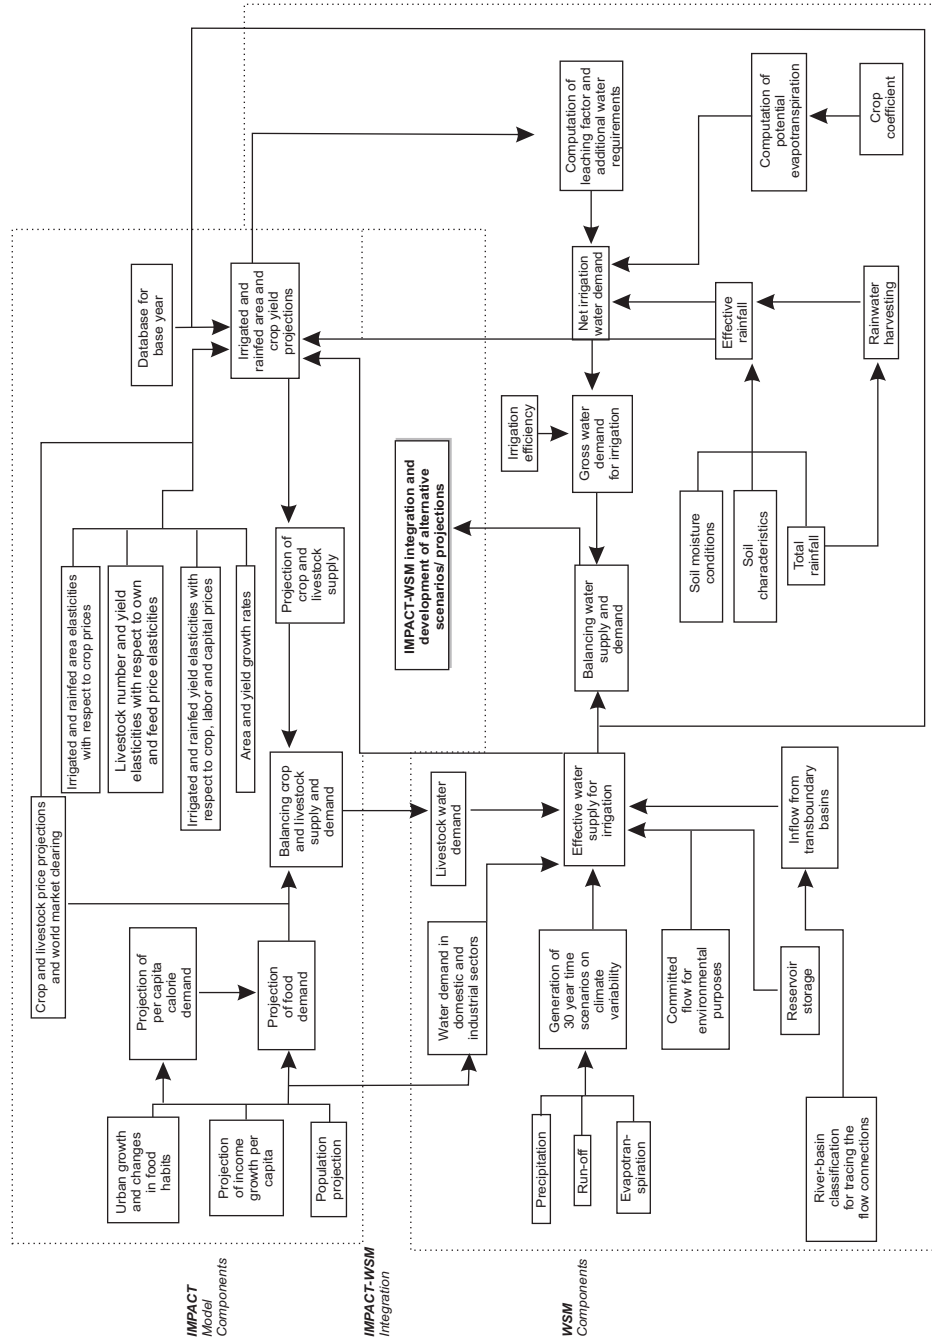 IMPACT
Model
Components
IMPACT-WSM
Integration
WSM
Components
Crop and livestock price projections
and world market clearing
Irrigated and rainfed area elasticities
with respect to crop prices
Livestock number and yield
elasticities with respect to own
and feed price elasticities
Irrigated and rainfed yield elasticities with
respect to crop, labor and capital prices
Area and yield growth rates
Database for
base year
Urban growth
and changes
in food
habits
Projection of
per capita
calorie
demand
Projection
of income
growth per
capita
Population
projection
Projection
of food
demand
Balancing crop
and livestock
supply and
demand
Projection of
crop and
livestock
supply
Irrigated and
rainfed area and
crop yield
projections
IMPACT-WSM integration and
development of alternative
scenarios/ projections
Water demand in
domestic and
industrial sectors
Livestock water
demand
Precipitation
Run-off
Evapotran-
spiration
Generation of
30 year time
scenarios on
climate
variability
Effective water
supply for
irrigation
Balancing water
supply and
demand
Irrigation
efficiency
Gross water
demand
for irrigation
Net irrigation
water demand
Computation of
leaching factor and
additional water
requirements
Committed
flow for
environmental
purposes
Reservoir
storage
Inflow from
transboundary
basins
River-basin
classification
for tracing the
flow connections
Soil moisture
conditions
Soil
characteristics
Total
rainfall
Effective
rainfall
Rainwater
harvesting
Computation of
potential
evapotranspiration
Crop
coefficient